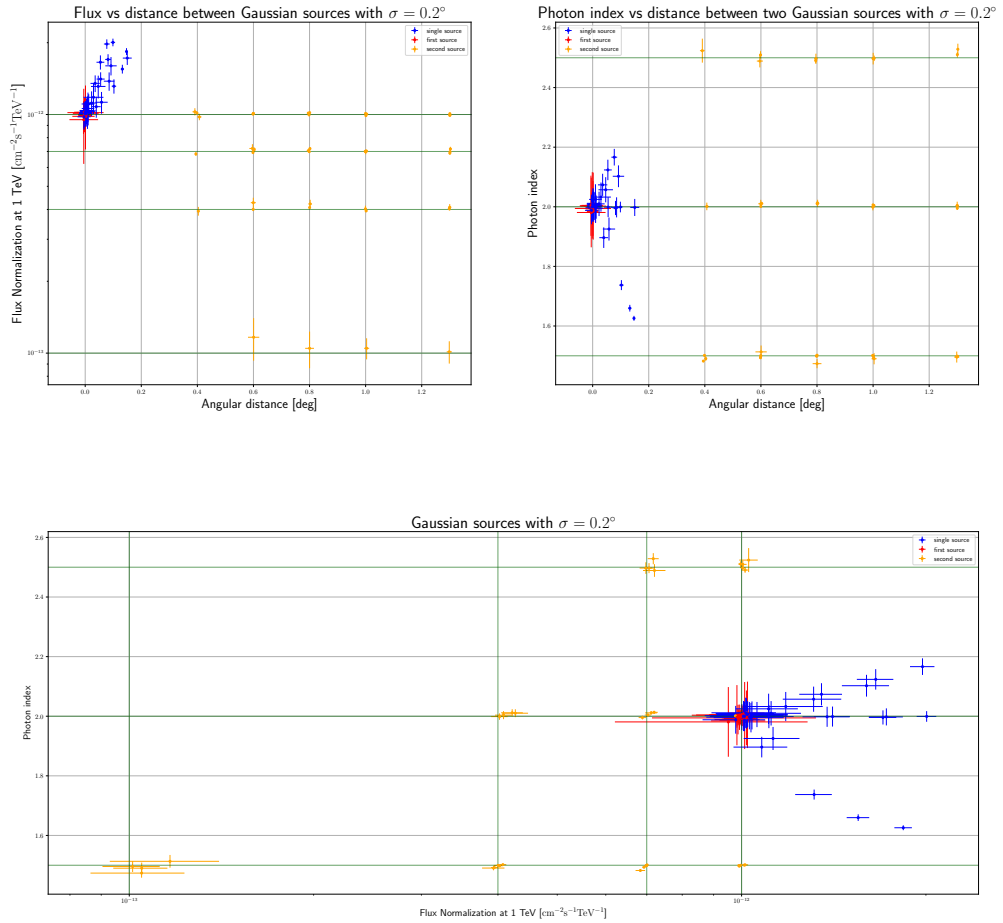 Flux vs distance between Gaussian sources with σ = 0.2°
single source
first source
second source
Flux Normalization at 1 TeV [cm⁻²s⁻¹TeV⁻¹]
10⁻¹²
10⁻¹³
0.0 0.2 0.4 0.6 0.8 1.0 1.2
Angular distance [deg]
Photon index vs distance between two Gaussian sources with σ = 0.2°
single source
first source
second source
Photon index
2.6
2.4
2.2
2.0
1.8
1.6
0.0 0.2 0.4 0.6 0.8 1.0 1.2
Angular distance [deg]
Gaussian sources with σ = 0.2°
single source
first source
second source
Photon index
2.6
2.4
2.2
2.0
1.8
1.6
10⁻¹³ 10⁻¹²
Flux Normalization at 1 TeV [cm⁻²s⁻¹TeV⁻¹]